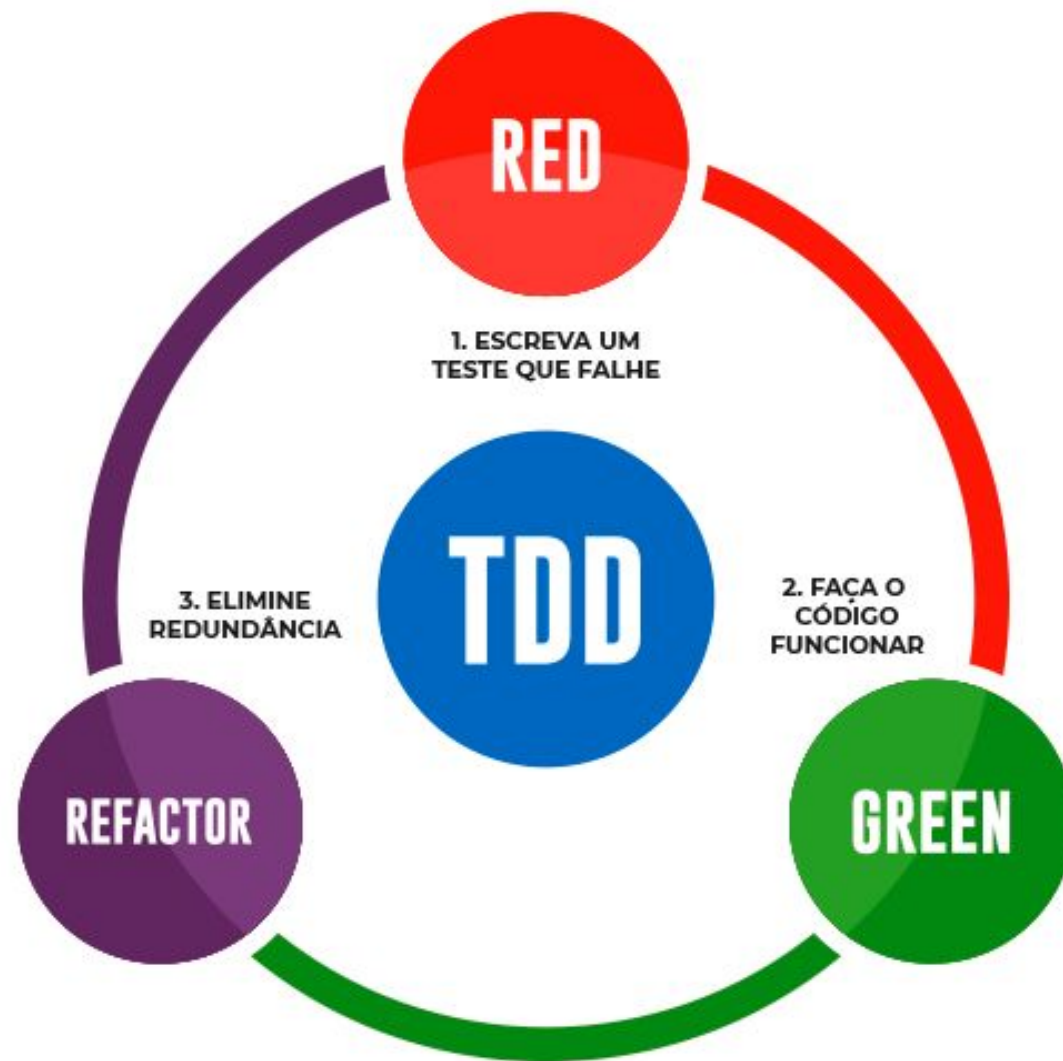 RED
1. ESCREVA UM
TESTE QUE FALHE
TDD
3. ELIMINE
REDUNDÂNCIA
2. FAÇA O
CÓDIGO
FUNCIONAR
REFACTOR
GREEN